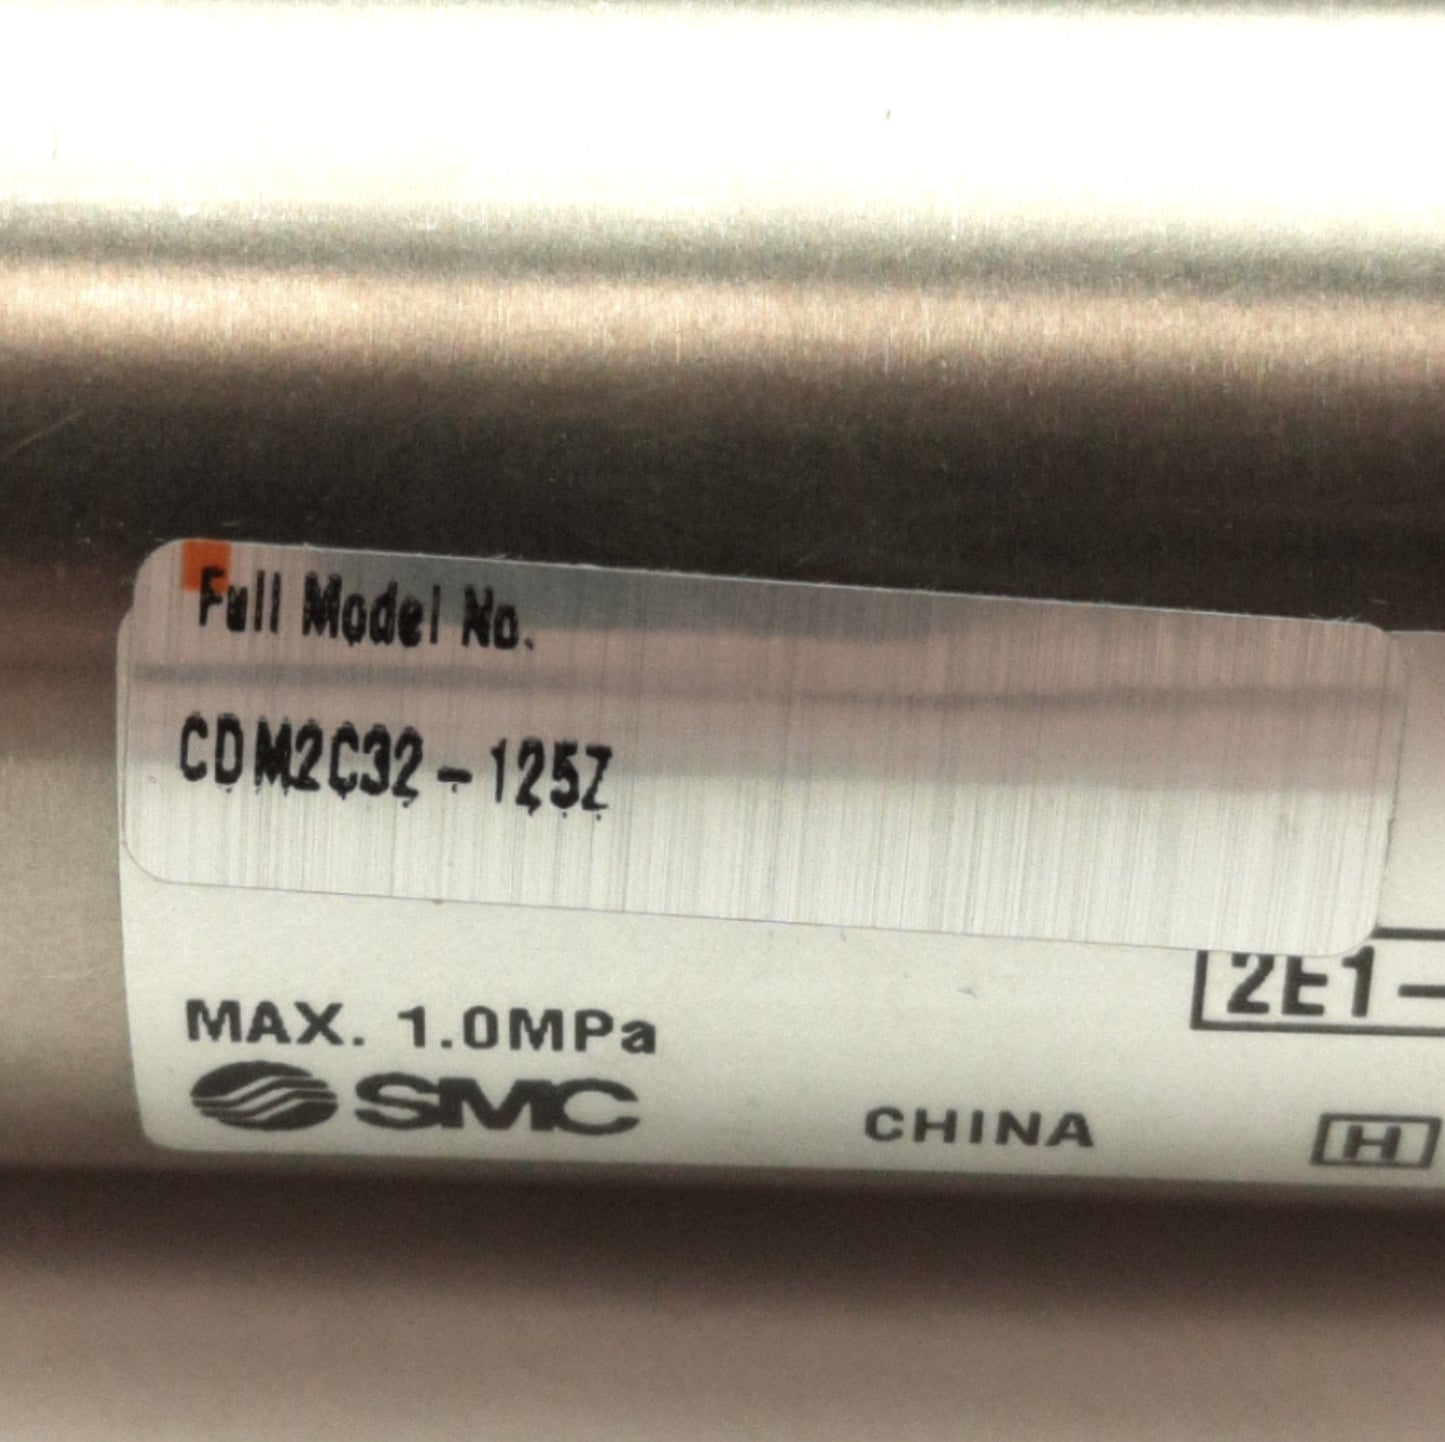 Full Model No.
CDM2C32-125Z
2E1-
MAX. 1.0MPa
SMC
CHINA
H